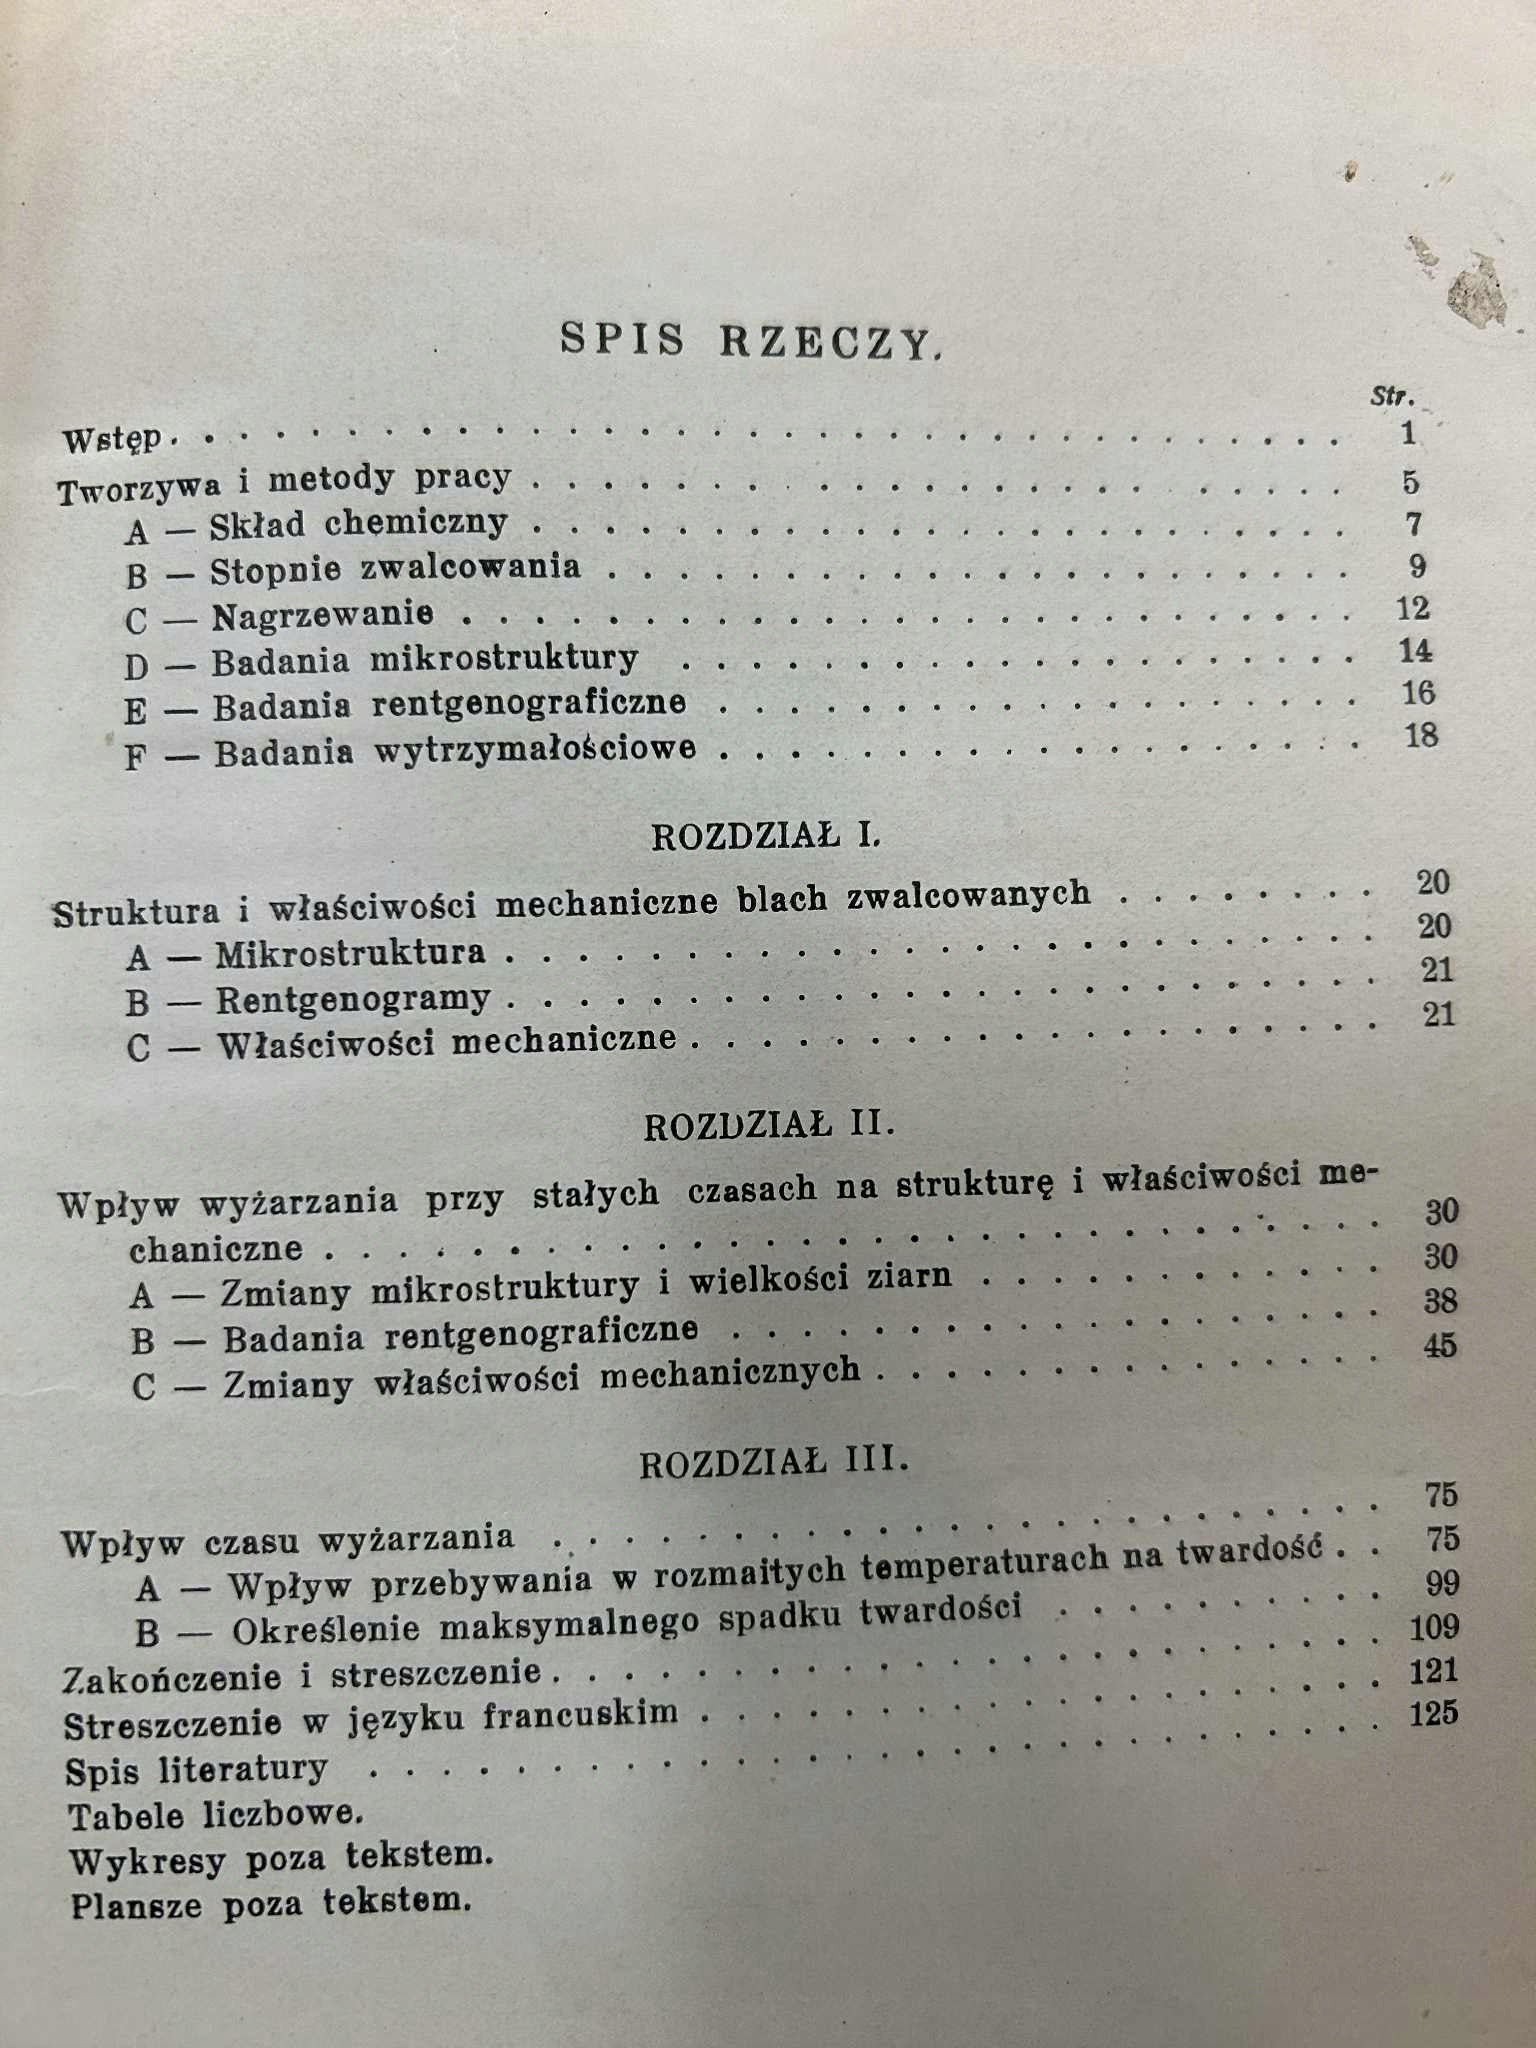 SPIS RZECZY.
Str.
Wstęp . . . . . . . . . . . . . . . . . . . . . . . . . . . . . . . . 1
Tworzywa i metody pracy . . . . . . . . . . . . . . . . . . . . . . 5
A — Skład chemiczny . . . . . . . . . . . . . . . . . . . . . . . 7
B — Stopnie zwalcowania . . . . . . . . . . . . . . . . . . . . . 9
C — Nagrzewanie . . . . . . . . . . . . . . . . . . . . . . . . . 12
D — Badania mikrostruktury . . . . . . . . . . . . . . . . . . . 14
E — Badania rentgenograficzne . . . . . . . . . . . . . . . . . . 16
F — Badania wytrzymałościowe . . . . . . . . . . . . . . . . . . 18
ROZDZIAŁ I.
Struktura i właściwości mechaniczne blach zwalcowanych . . . . . . . . 20
A — Mikrostruktura . . . . . . . . . . . . . . . . . . . . . . . . 20
B — Rentgenogramy . . . . . . . . . . . . . . . . . . . . . . . . 21
C — Właściwości mechaniczne . . . . . . . . . . . . . . . . . . . 21
ROZDZIAŁ II.
Wpływ wyżarzania przy stałych czasach na strukturę i właściwości me-
chaniczne . . . . . . . . . . . . . . . . . . . . . . . . . . . . . 30
A — Zmiany mikrostruktury i wielkości ziarn . . . . . . . . . . . . 30
B — Badania rentgenograficzne . . . . . . . . . . . . . . . . . . 38
C — Zmiany właściwości mechanicznych . . . . . . . . . . . . . . 45
ROZDZIAŁ III.
Wpływ czasu wyżarzania . . . . . . . . . . . . . . . . . . . . . . . 75
A — Wpływ przebywania w rozmaitych temperaturach na twardość . . 75
B — Określenie maksymalnego spadku twardości . . . . . . . . . . 99
Zakończenie i streszczenie . . . . . . . . . . . . . . . . . . . . . . 109
Streszczenie w języku francuskim . . . . . . . . . . . . . . . . . . . 121
Spis literatury . . . . . . . . . . . . . . . . . . . . . . . . . . . . 125
Tabele liczbowe.
Wykresy poza tekstem.
Plansze poza tekstem.